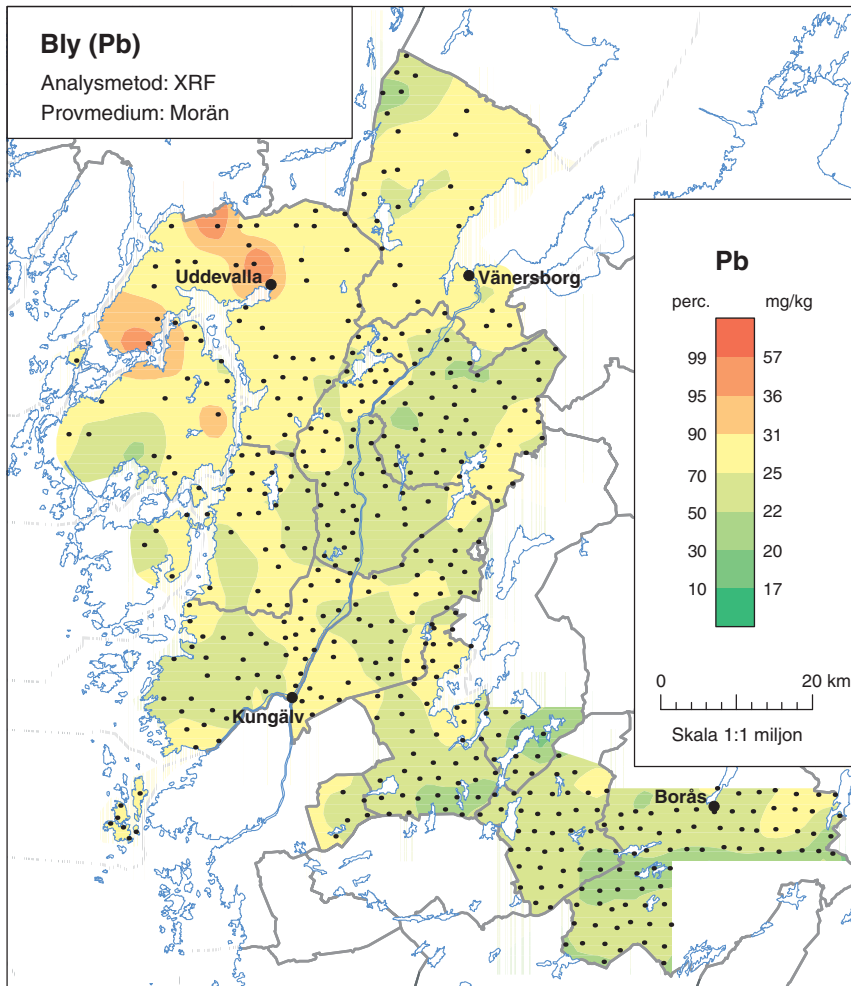 Bly (Pb)
Analysmetod: XRF
Provmedium: Morän
Uddevalla
Vänersborg
Kungälv
Borås
Pb
perc. mg/kg
99 57
95 36
90 31
70 25
50 22
30 20
10 17
0 20 km
Skala 1:1 miljon